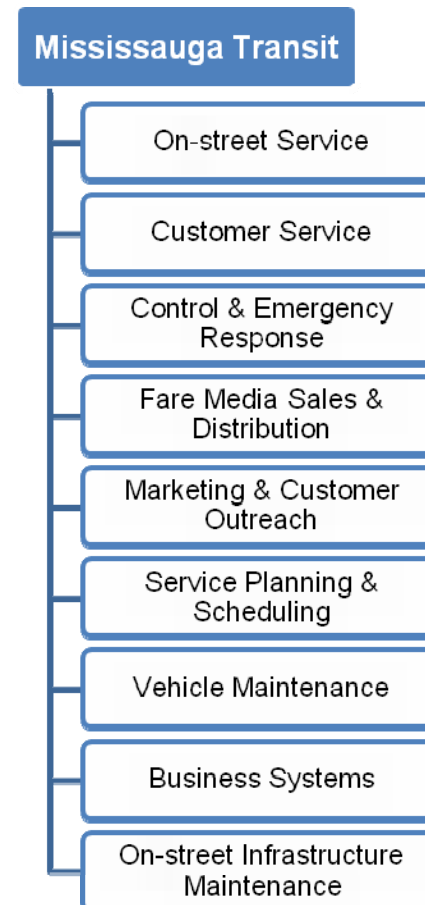 Mississauga Transit
On-street Service
Customer Service
Control & Emergency
Response
Fare Media Sales &
Distribution
Marketing & Customer
Outreach
Service Planning &
Scheduling
Vehicle Maintenance
Business Systems
On-street Infrastructure
Maintenance